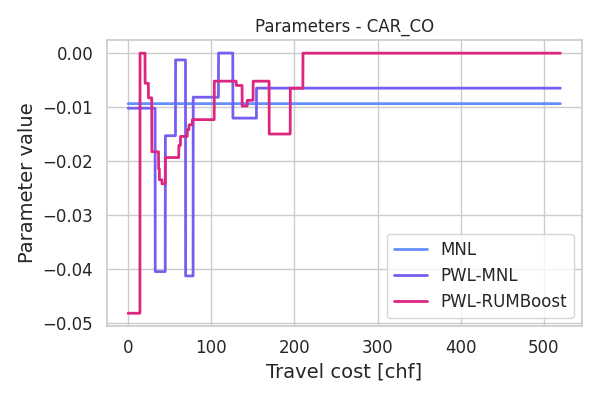 Parameters - CAR_CO
Parameter value
0.00
−0.01
−0.02
−0.03
−0.04
−0.05
MNL
PWL-MNL
PWL-RUMBoost
0 100 200 300 400 500
Travel cost [chf]